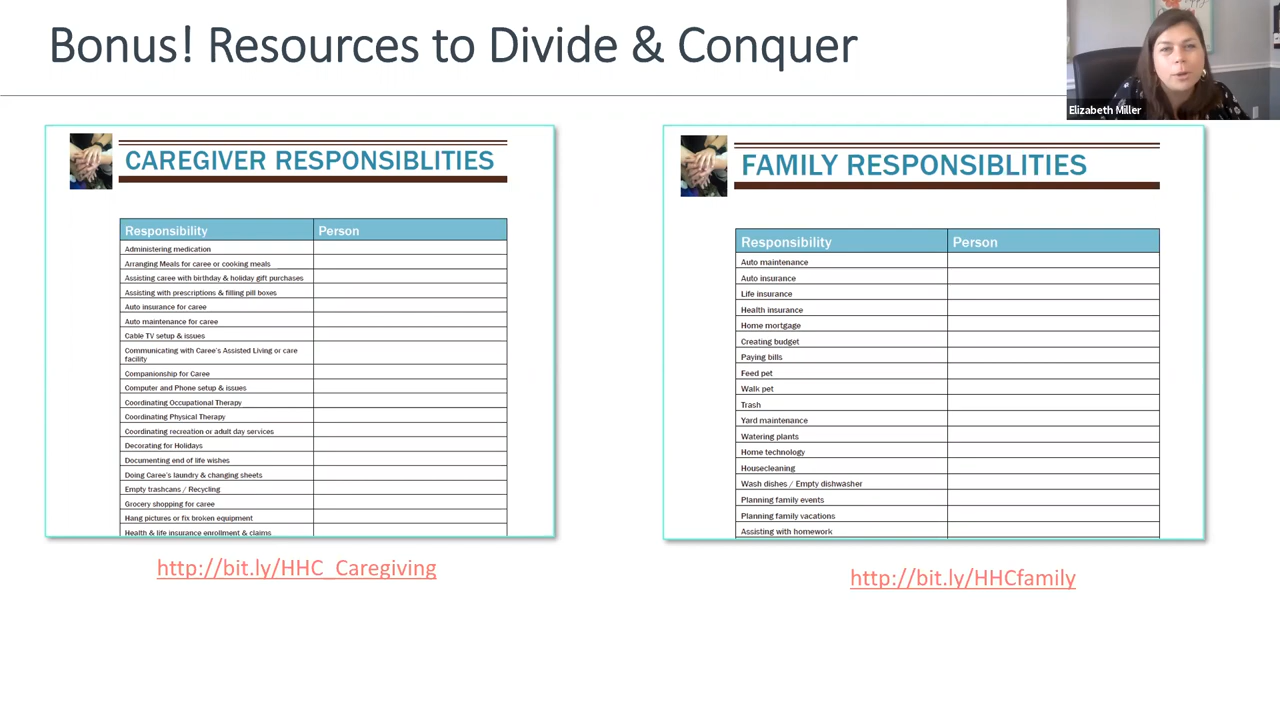 Bonus! Resources to Divide & Conquer
Elizabeth Miller
CAREGIVER RESPONSIBLITIES
Responsibility Person
Administering medication
Arranging Meals for caree or cooking meals
Assisting caree with birthday & holiday gift purchases
Assisting with prescriptions & filling pill boxes
Auto insurance for caree
Auto maintenance for caree
Cable TV setup & issues
Communicating with Caree's Assisted Living or care
facility
Companionship for Caree
Computer and Phone setup & issues
Coordinating Occupational Therapy
Coordinating Physical Therapy
Coordinating recreation or adult day services
Decorating for Holidays
Documenting end of life wishes
Doing Caree's laundry & changing sheets
Empty trashcans / Recycling
Grocery shopping for caree
Hang pictures or fix broken equipment
Health & life insurance enrollment & claims
http://bit.ly/HHC_Caregiving
FAMILY RESPONSIBLITIES
Responsibility Person
Auto maintenance
Auto insurance
Life insurance
Health insurance
Home mortgage
Creating budget
Paying bills
Feed pet
Walk pet
Trash
Yard maintenance
Watering plants
Home technology
Housecleaning
Wash dishes / Empty dishwasher
Planning family events
Planning family vacations
Assisting with homework
http://bit.ly/HHCfamily